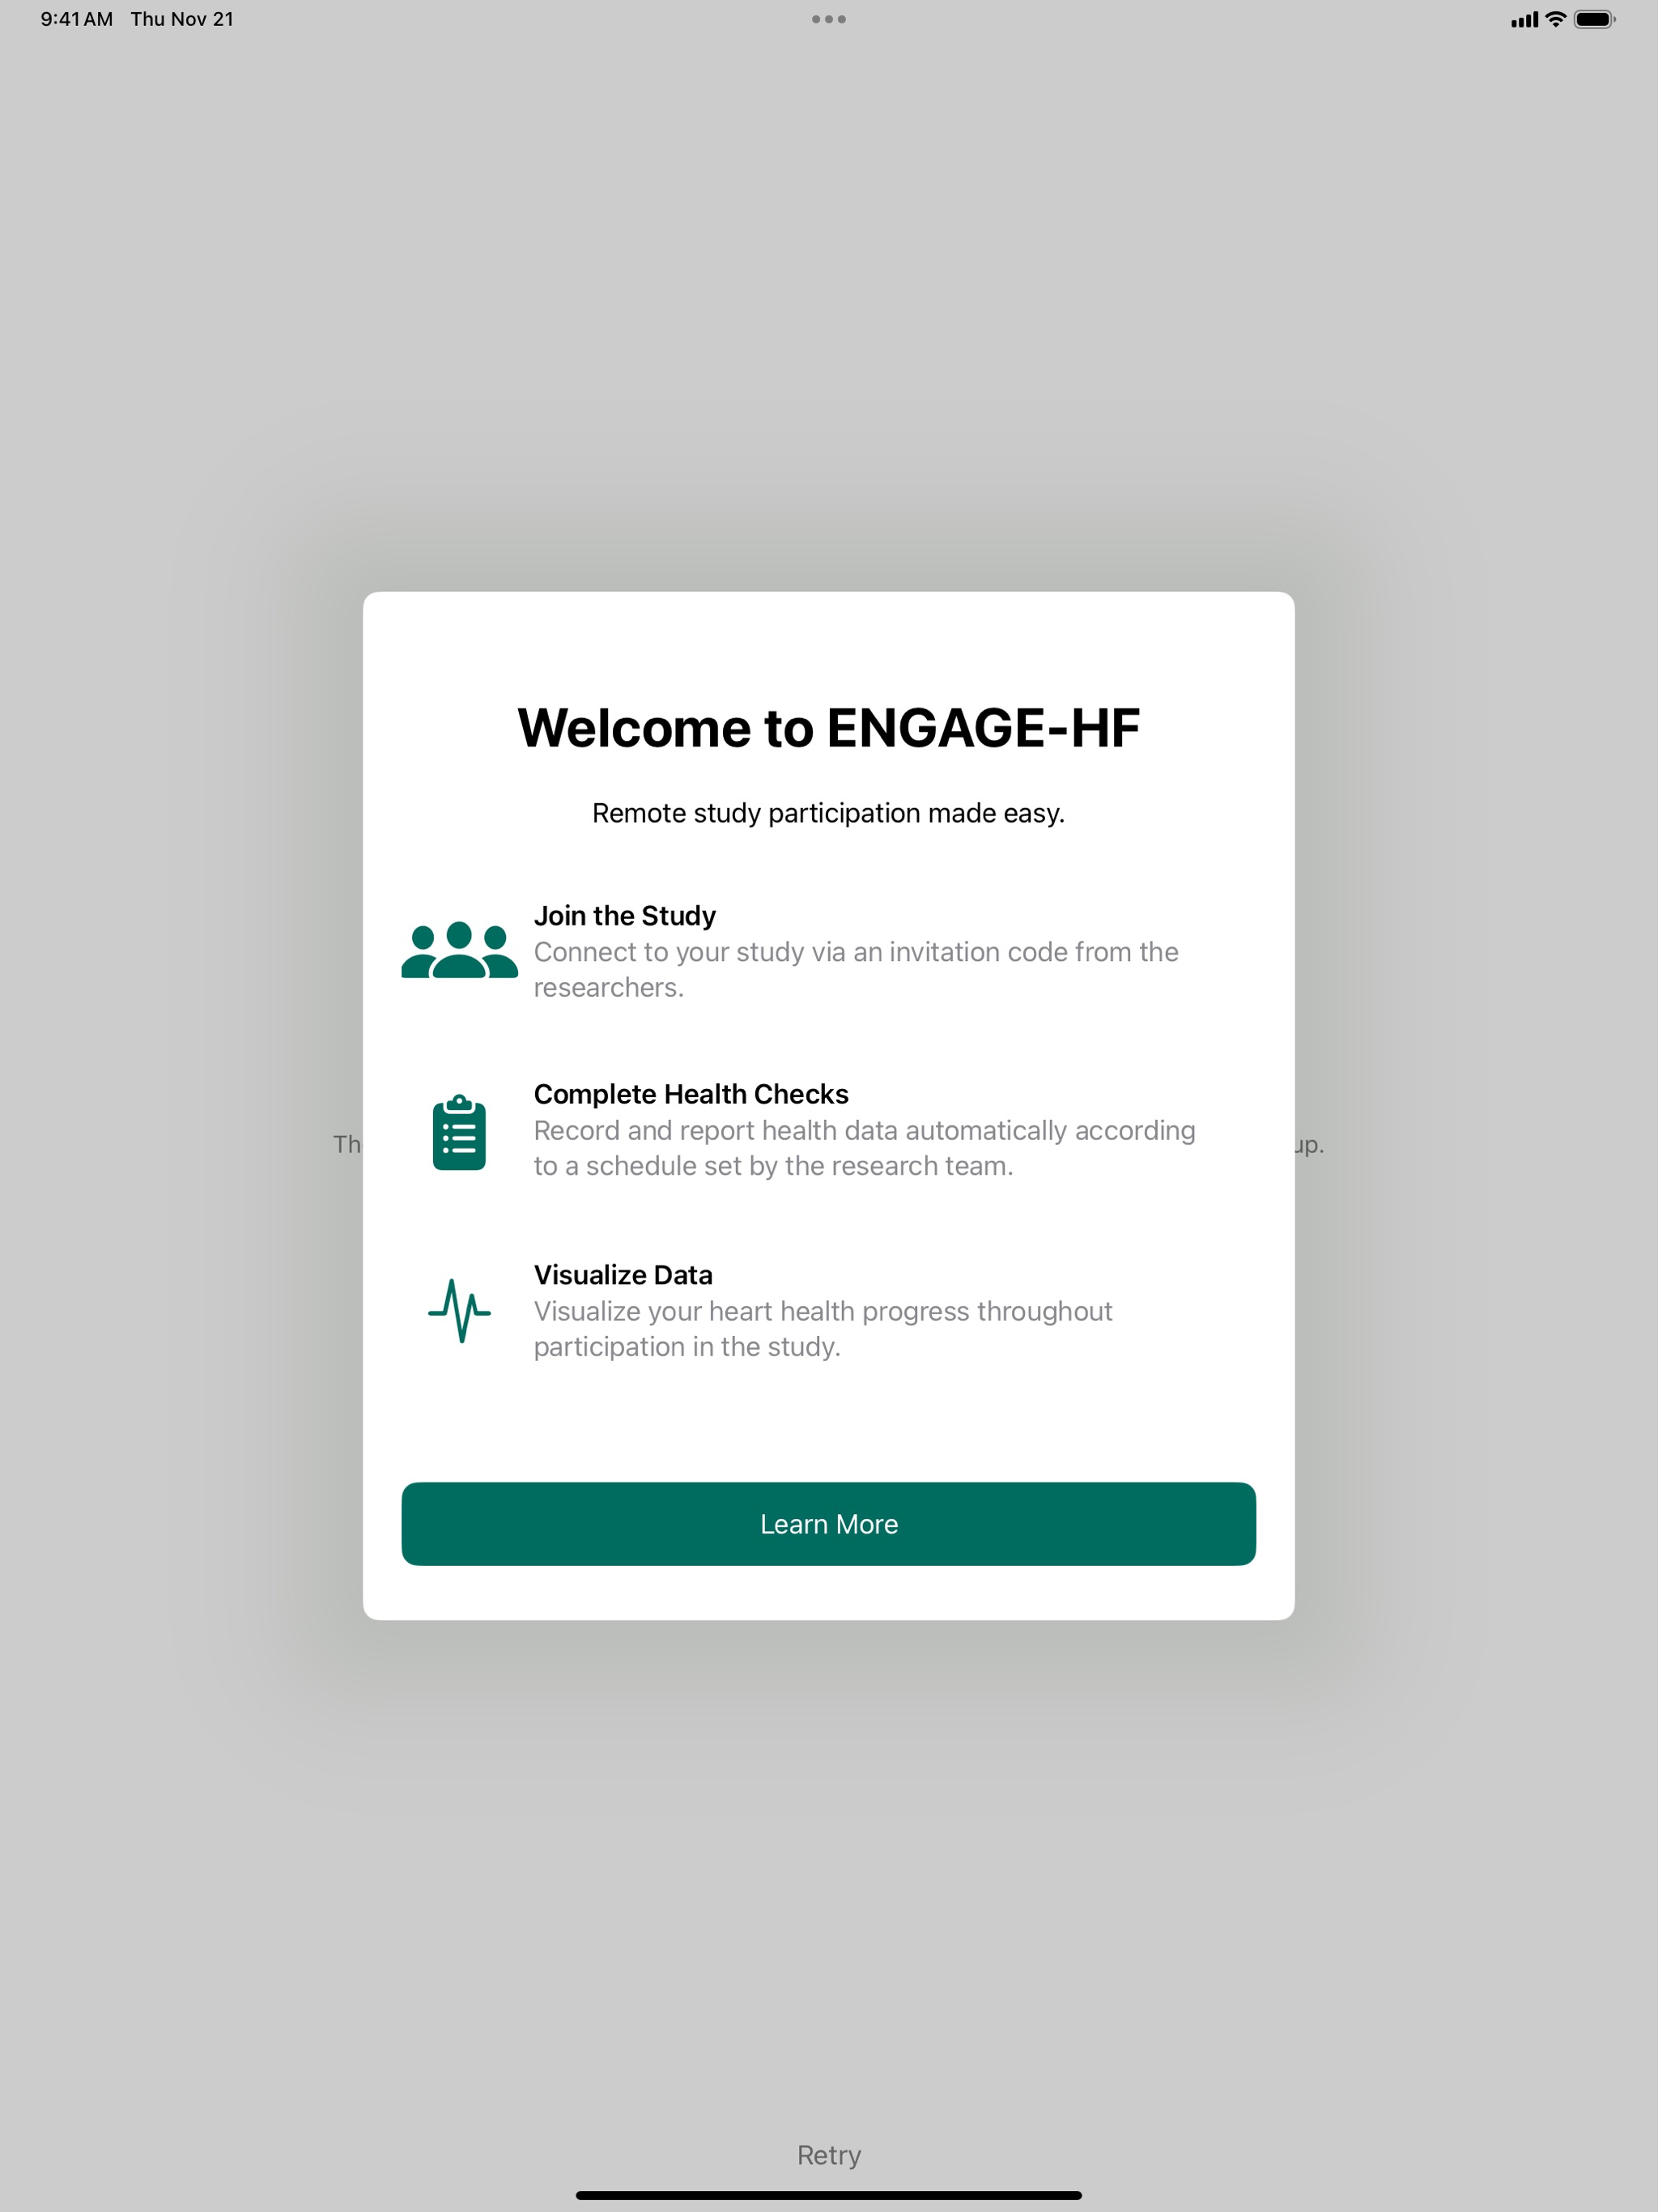 9:41 AM Thu Nov 21
Welcome to ENGAGE-HF
Remote study participation made easy.
Join the Study
Connect to your study via an invitation code from the
researchers.
Complete Health Checks
Record and report health data automatically according
to a schedule set by the research team.
Visualize Data
Visualize your heart health progress throughout
participation in the study.
Learn More
Retry